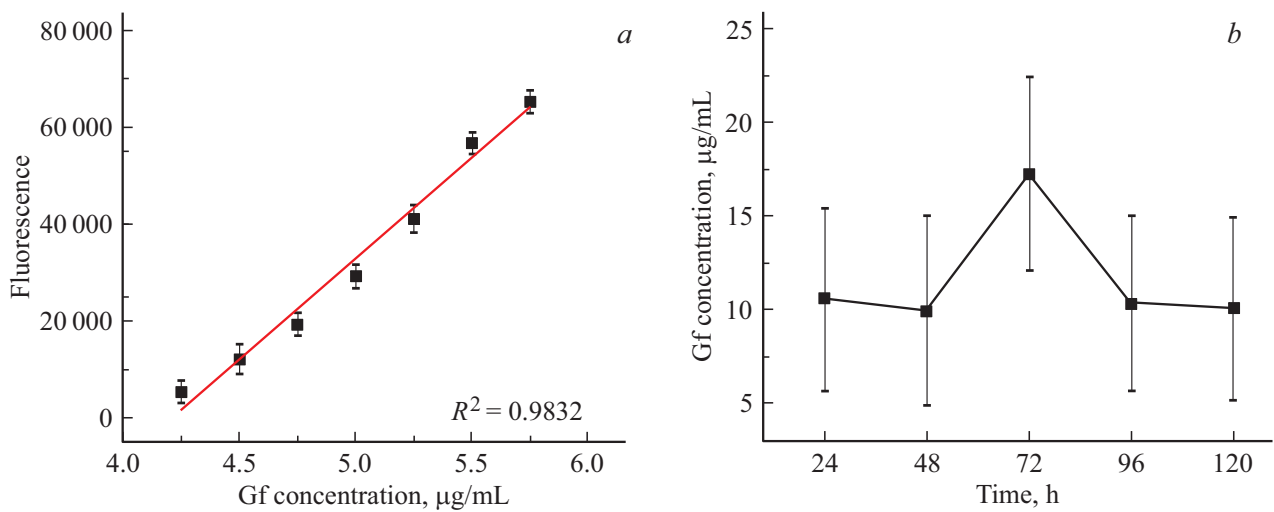 a
80 000
60 000
40 000
20 000
0
Fluorescence
R² = 0.9832
4.0 4.5 5.0 5.5 6.0
Gf concentration, μg/mL
b
25
20
15
10
5
Gf concentration, μg/mL
24 48 72 96 120
Time, h